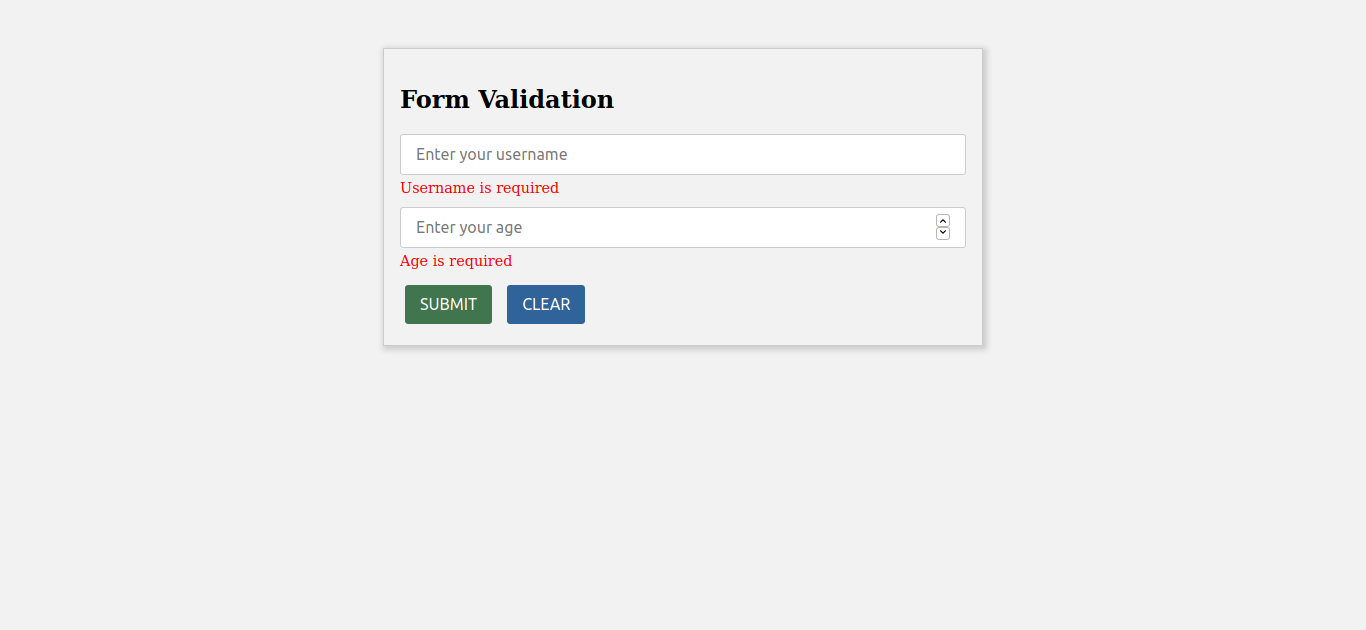 Form Validation
Enter your username
Username is required
Enter your age
Age is required
SUBMIT CLEAR